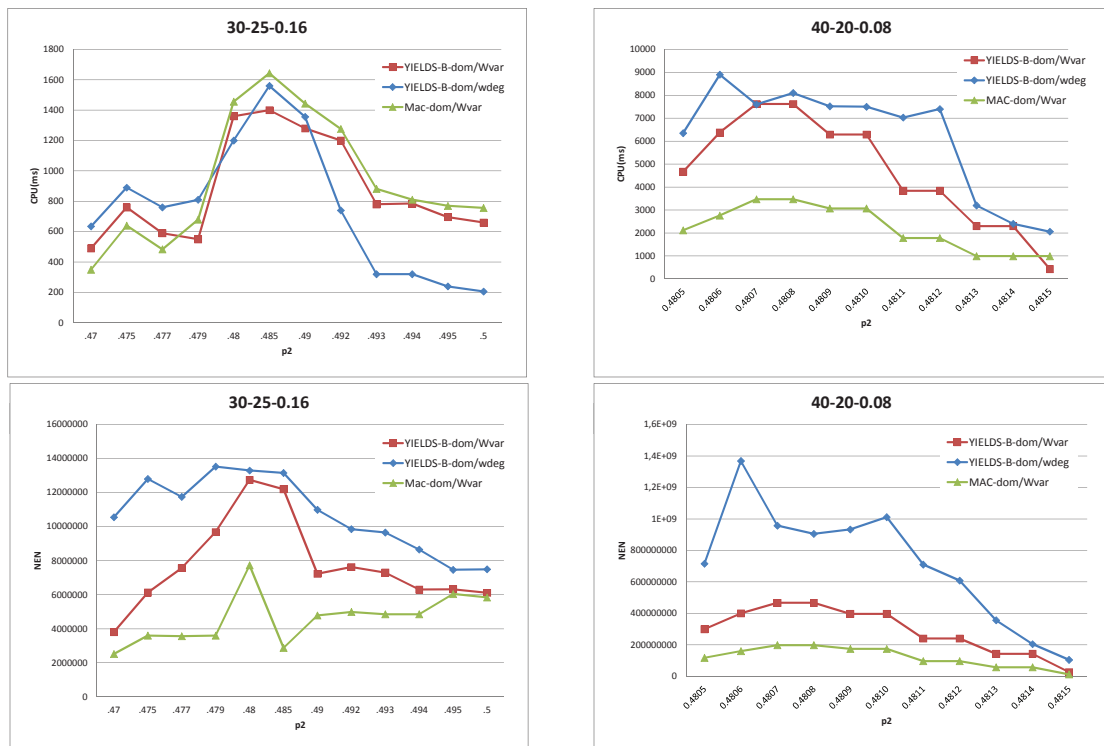 30-25-0.16
1800
1600
1400
1200
1000
800
600
400
200
0
CPU(ms)
.47 .475 .477 .479 .48 .485 .49 .492 .493 .494 .495 .5
p2
YIELDS-B-dom/Wvar
YIELDS-B-dom/wdeg
Mac-dom/Wvar
40-20-0.08
10000
9000
8000
7000
6000
5000
4000
3000
2000
1000
0
CPU(ms)
0.4805 0.4806 0.4807 0.4808 0.4809 0.4810 0.4811 0.4812 0.4813 0.4814 0.4815
p2
YIELDS-B-dom/Wvar
YIELDS-B-dom/wdeg
MAC-dom/Wvar
30-25-0.16
16000000
14000000
12000000
10000000
8000000
6000000
4000000
2000000
0
NEN
.47 .475 .477 .479 .48 .485 .49 .492 .493 .494 .495 .5
p2
YIELDS-B-dom/Wvar
YIELDS-B-dom/wdeg
Mac-dom/Wvar
40-20-0.08
1,6E+09
1,4E+09
1,2E+09
1E+09
800000000
600000000
400000000
200000000
0
NEN
0.4805 0.4806 0.4807 0.4808 0.4809 0.4810 0.4811 0.4812 0.4813 0.4814 0.4815
p2
YIELDS-B-dom/Wvar
YIELDS-B-dom/wdeg
MAC-dom/Wvar